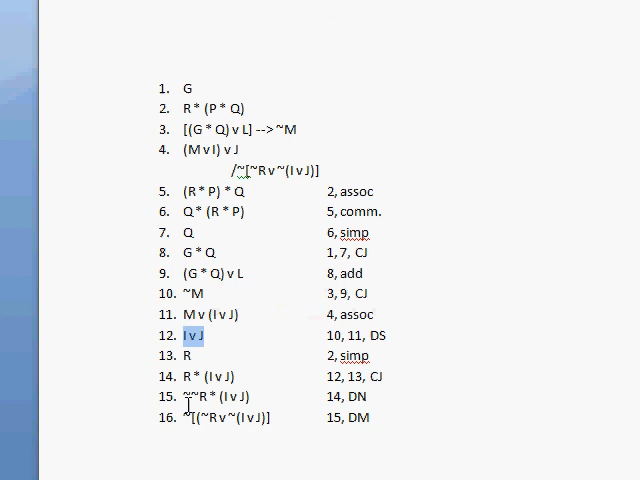 1. G
2. R * (P * Q)
3. [(G * Q) v L] --> ~M
4. (M v I) v J
/~[~R v ~(I v J)]
5. (R * P) * Q 2, assoc
6. Q * (R * P) 5, comm.
7. Q 6, simp
8. G * Q 1, 7, CJ
9. (G * Q) v L 8, add
10. ~M 3, 9, CJ
11. M v (I v J) 4, assoc
12. I v J 10, 11, DS
13. R 2, simp
14. R * (I v J) 12, 13, CJ
15. ~~R * (I v J) 14, DN
16. ~[(~R v ~(I v J)] 15, DM